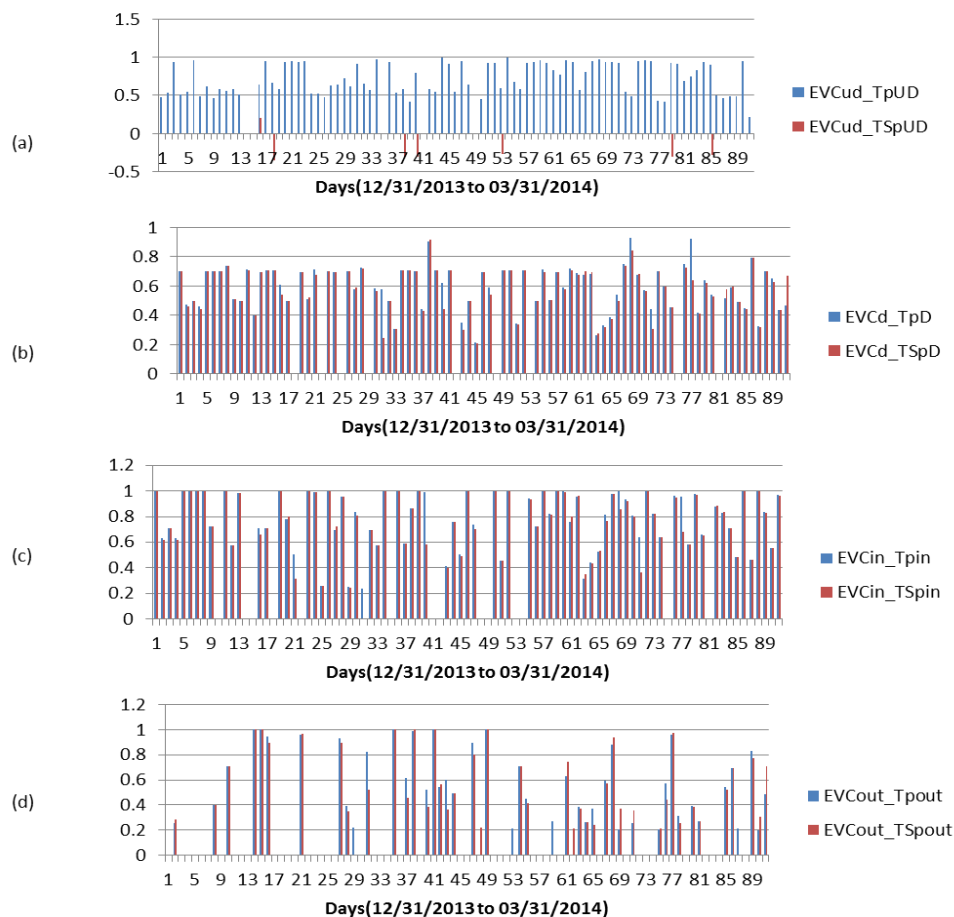 (a)
1.5
1
0.5
0
-0.5
1 5 9 13 17 21 25 29 33 37 41 45 49 53 57 61 65 69 73 77 81 85 89
Days(12/31/2013 to 03/31/2014)
EVCud_TpUD
EVCud_TSpUD
(b)
1
0.8
0.6
0.4
0.2
0
1 5 9 13 17 21 25 29 33 37 41 45 49 53 57 61 65 69 73 77 81 85 89
Days(12/31/2013 to 03/31/2014)
EVCd_TpD
EVCd_TSpD
(c)
1.2
1
0.8
0.6
0.4
0.2
0
1 5 9 13 17 21 25 29 33 37 41 45 49 53 57 61 65 69 73 77 81 85 89
Days(12/31/2013 to 03/31/2014)
EVCin_Tpin
EVCin_TSpin
(d)
1.2
1
0.8
0.6
0.4
0.2
0
1 5 9 13 17 21 25 29 33 37 41 45 49 53 57 61 65 69 73 77 81 85 89
Days(12/31/2013 to 03/31/2014)
EVCout_Tpout
EVCout_TSpout